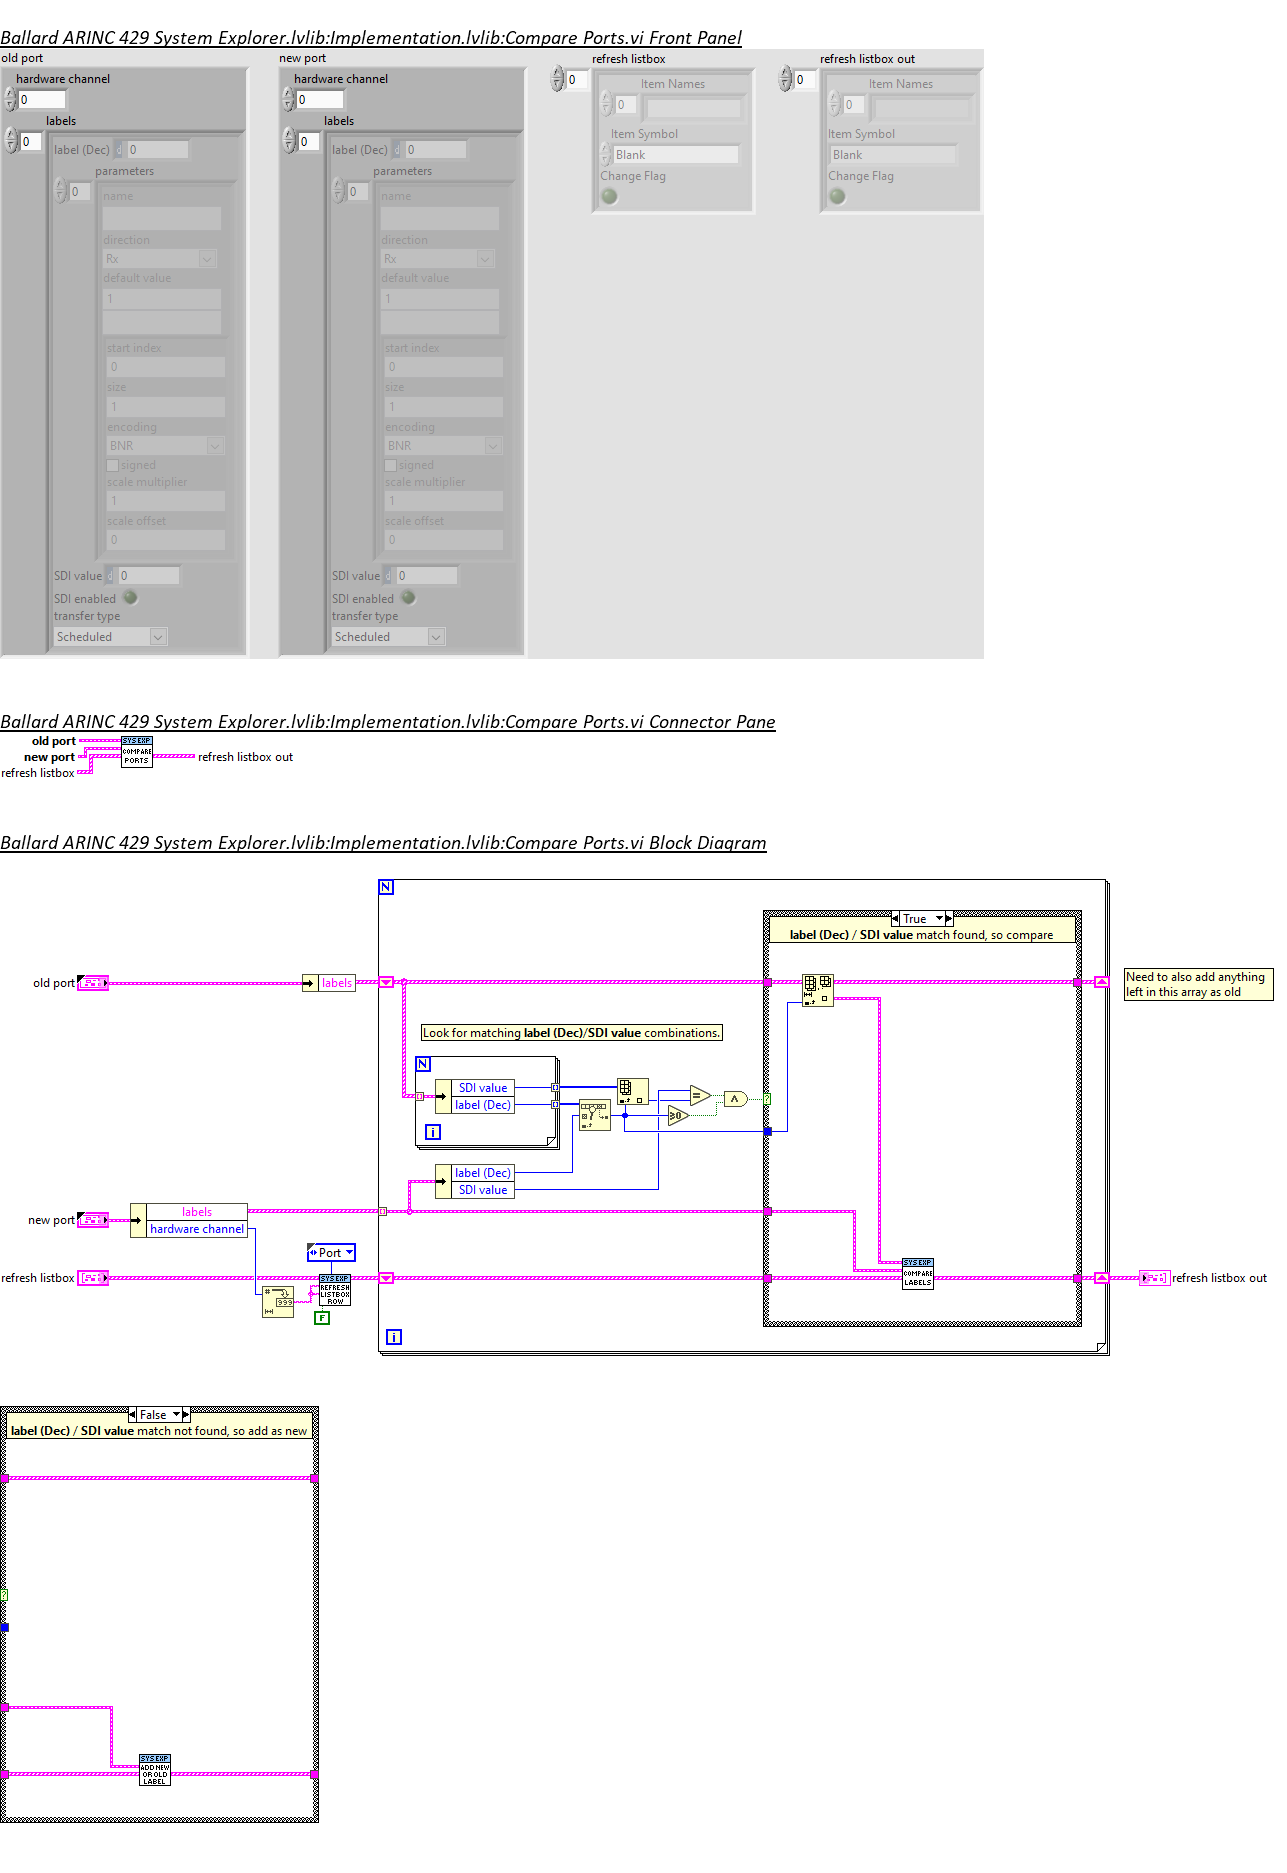 Ballard ARINC 429 System Explorer.lvlib:Implementation.lvlib:Compare Ports.vi Front Panel
old port
hardware channel
0
labels
0
label (Dec) d 0
parameters
0
name
direction
Rx
default value
1
start index
0
size
1
encoding
BNR
signed
scale multiplier
1
scale offset
0
SDI value d 0
SDI enabled
transfer type
Scheduled
new port
hardware channel
0
labels
0
label (Dec) d 0
parameters
0
name
direction
Rx
default value
1
start index
0
size
1
encoding
BNR
signed
scale multiplier
1
scale offset
0
SDI value d 0
SDI enabled
transfer type
Scheduled
refresh listbox
0
Item Names
0
Item Symbol
Blank
Change Flag
refresh listbox out
0
Item Names
0
Item Symbol
Blank
Change Flag
Ballard ARINC 429 System Explorer.lvlib:Implementation.lvlib:Compare Ports.vi Connector Pane
old port
new port
refresh listbox
SYS EXP
COMPARE
PORTS
refresh listbox out
Ballard ARINC 429 System Explorer.lvlib:Implementation.lvlib:Compare Ports.vi Block Diagram
N
True
label (Dec) / SDI value match found, so compare
old port
labels
Need to also add anything
left in this array as old
Look for matching label (Dec)/SDI value combinations.
N
SDI value
label (Dec)
i
=
≥0
∧
?
label (Dec)
SDI value
new port
labels
hardware channel
Port
refresh listbox
SYS EXP
REFRESH
LISTBOX
ROW
#
999
F
SYS EXP
COMPARE
LABELS
refresh listbox out
i
False
label (Dec) / SDI value match not found, so add as new
?
SYS EXP
ADD NEW
OR OLD
LABEL